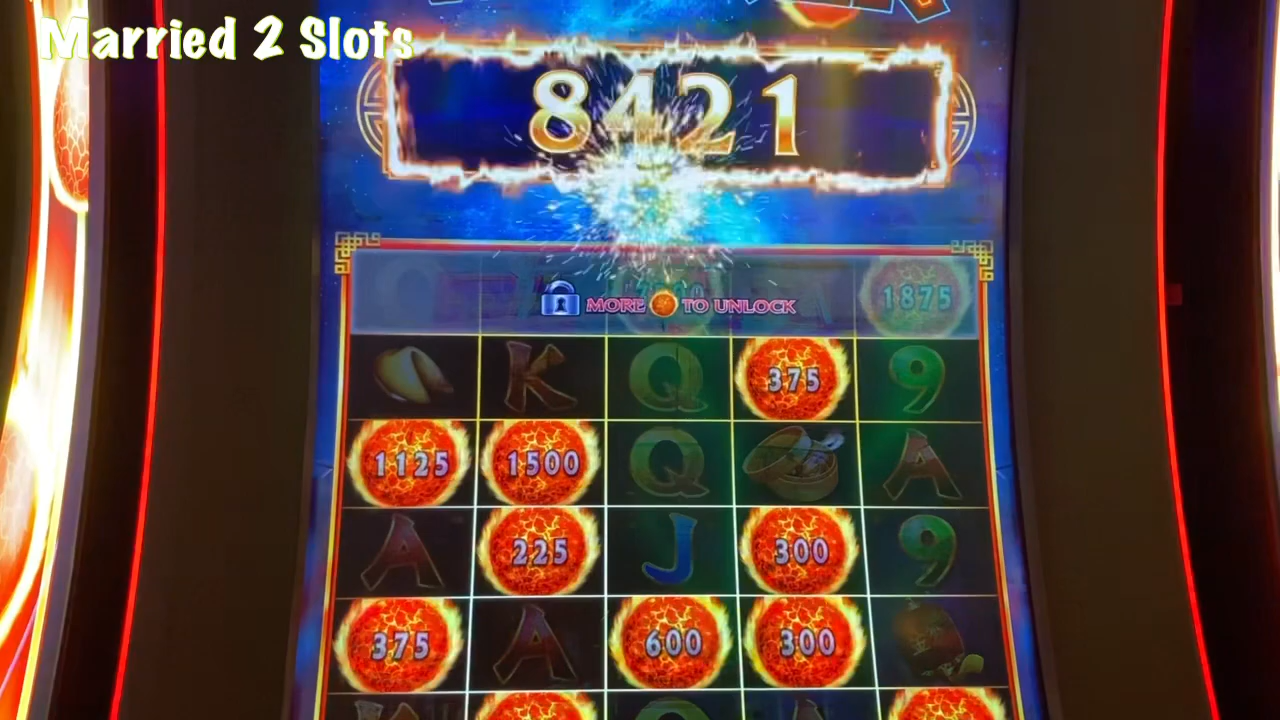 Married 2 Slots
8421
MORE TO UNLOCK
1875
K Q 375 9
1125 1500 Q A
A 225 J 300 9
375 A 600 300